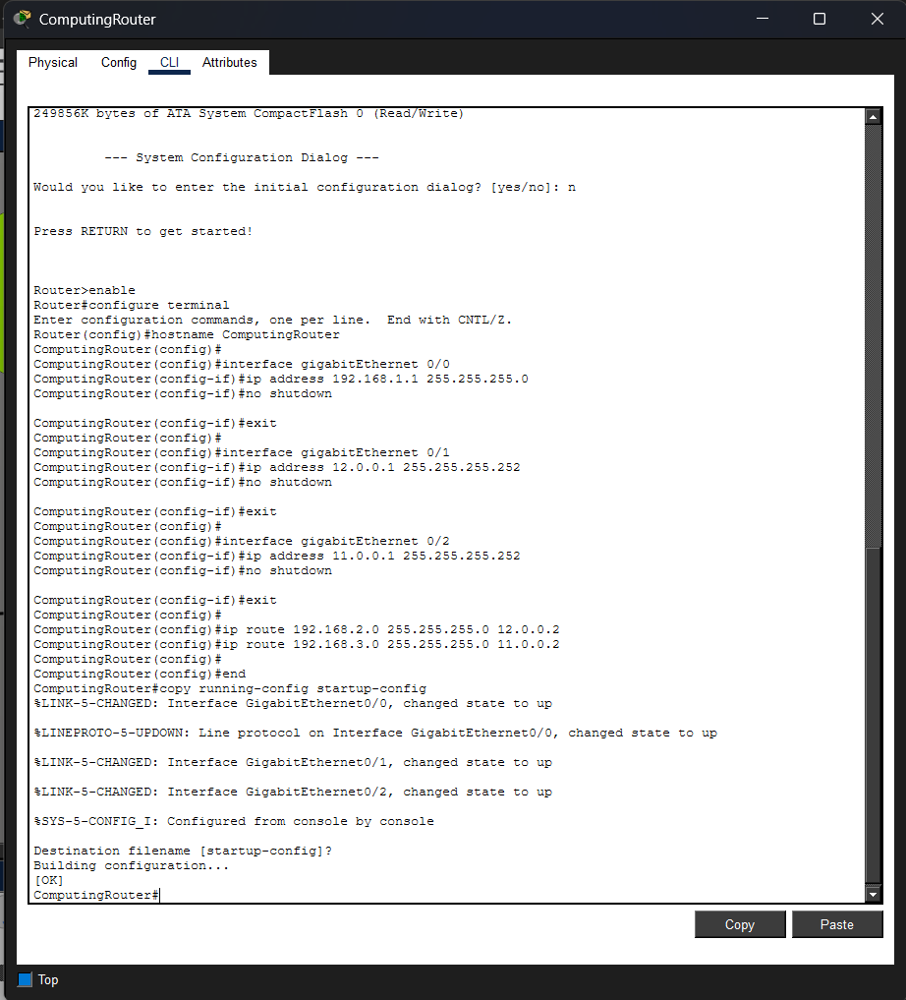 ComputingRouter
Physical Config CLI Attributes
249856K bytes of ATA System CompactFlash 0 (Read/Write)
--- System Configuration Dialog ---
Would you like to enter the initial configuration dialog? [yes/no]: n
Press RETURN to get started!
Router>enable
Router#configure terminal
Enter configuration commands, one per line.  End with CNTL/Z.
Router(config)#hostname ComputingRouter
ComputingRouter(config)#
ComputingRouter(config)#interface gigabitEthernet 0/0
ComputingRouter(config-if)#ip address 192.168.1.1 255.255.255.0
ComputingRouter(config-if)#no shutdown
ComputingRouter(config-if)#exit
ComputingRouter(config)#
ComputingRouter(config)#interface gigabitEthernet 0/1
ComputingRouter(config-if)#ip address 12.0.0.1 255.255.255.252
ComputingRouter(config-if)#no shutdown
ComputingRouter(config-if)#exit
ComputingRouter(config)#
ComputingRouter(config)#interface gigabitEthernet 0/2
ComputingRouter(config-if)#ip address 11.0.0.1 255.255.255.252
ComputingRouter(config-if)#no shutdown
ComputingRouter(config-if)#exit
ComputingRouter(config)#
ComputingRouter(config)#ip route 192.168.2.0 255.255.255.0 12.0.0.2
ComputingRouter(config)#ip route 192.168.3.0 255.255.255.0 11.0.0.2
ComputingRouter(config)#
ComputingRouter(config)#end
ComputingRouter#copy running-config startup-config
%LINK-5-CHANGED: Interface GigabitEthernet0/0, changed state to up
%LINEPROTO-5-UPDOWN: Line protocol on Interface GigabitEthernet0/0, changed state to up
%LINK-5-CHANGED: Interface GigabitEthernet0/1, changed state to up
%LINK-5-CHANGED: Interface GigabitEthernet0/2, changed state to up
%SYS-5-CONFIG_I: Configured from console by console
Destination filename [startup-config]?
Building configuration...
[OK]
ComputingRouter#
Copy Paste
Top